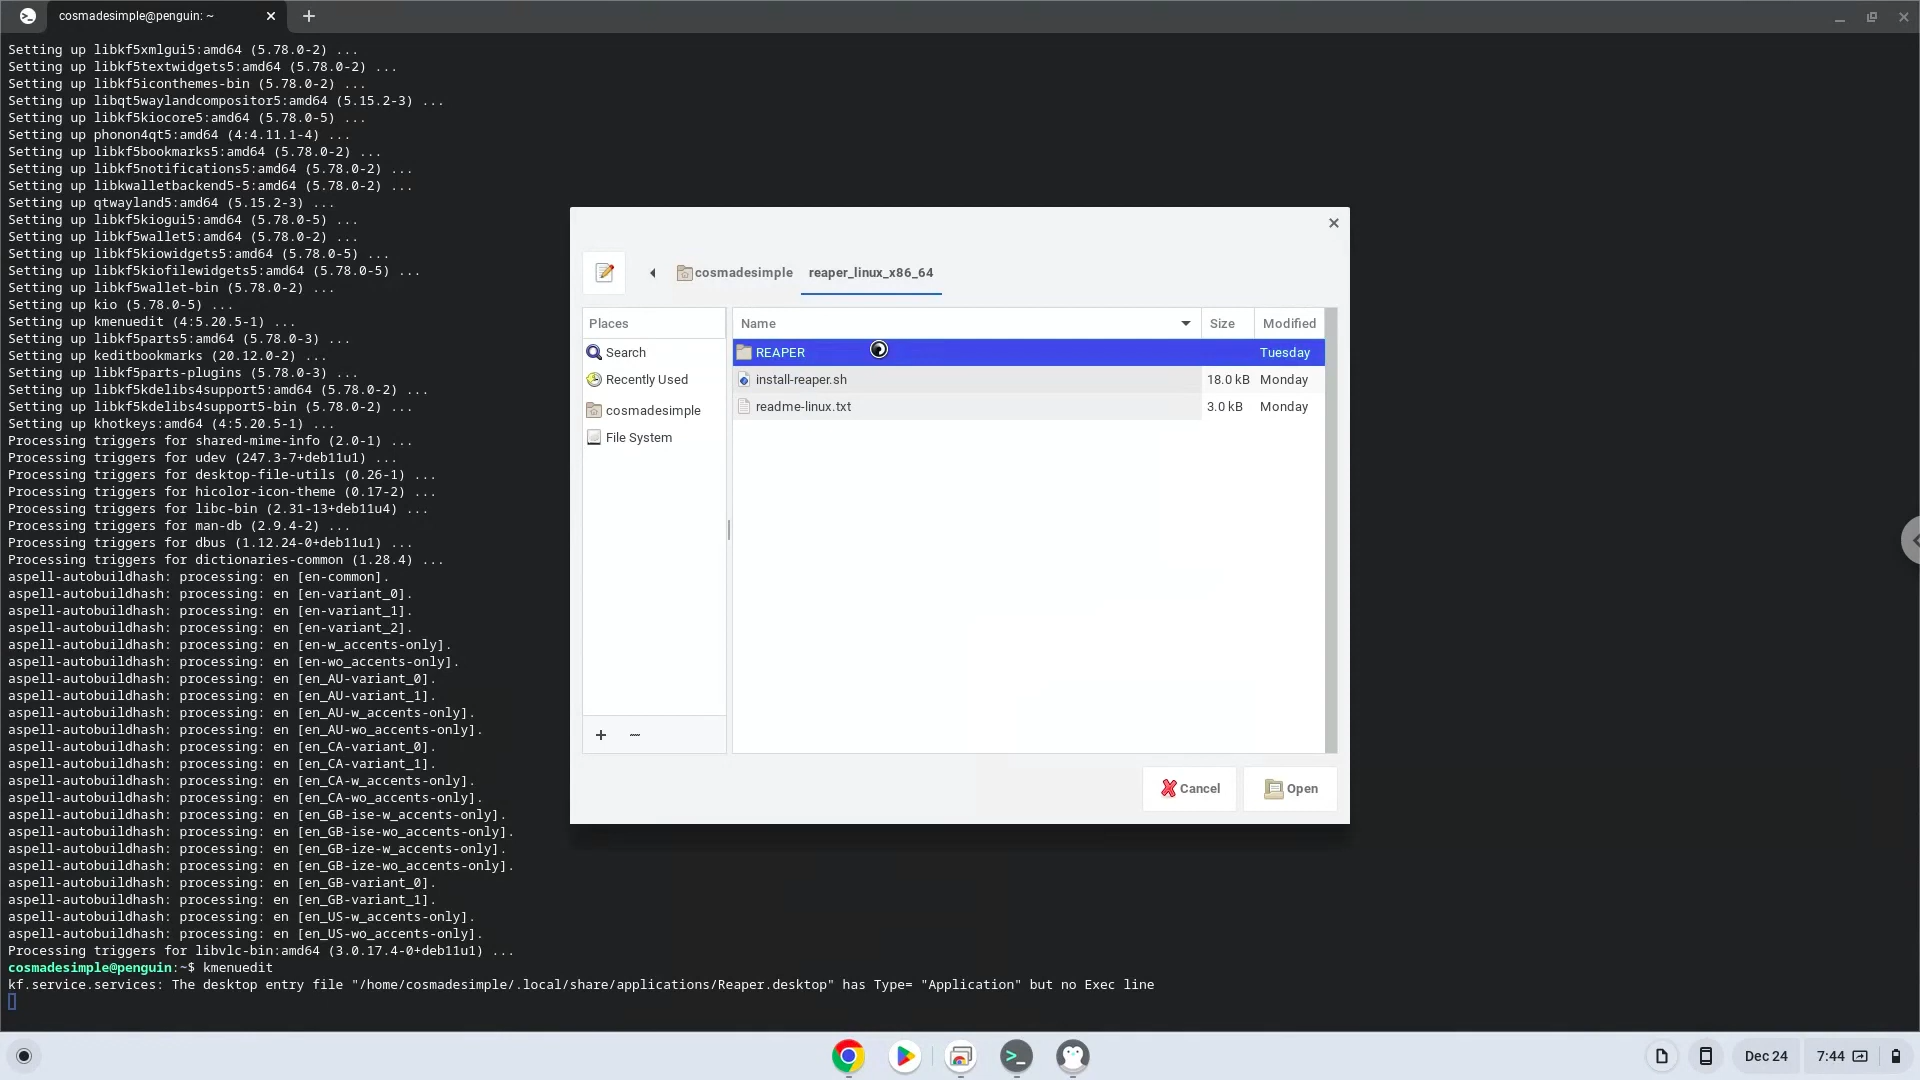 cosmadesimple@penguin: ~
Setting up libkf5xmlgui5:amd64 (5.78.0-2) ...
Setting up libkf5textwidgets5:amd64 (5.78.0-2) ...
Setting up libkf5iconthemes-bin (5.78.0-2) ...
Setting up libqt5waylandcompositor5:amd64 (5.15.2-3) ...
Setting up libkf5kiocore5:amd64 (5.78.0-5) ...
Setting up phonon4qt5:amd64 (4:4.11.1-4) ...
Setting up libkf5bookmarks5:amd64 (5.78.0-2) ...
Setting up libkf5notifications5:amd64 (5.78.0-2) ...
Setting up libkwalletbackend5-5:amd64 (5.78.0-2) ...
Setting up qtwayland5:amd64 (5.15.2-3) ...
Setting up libkf5kiogui5:amd64 (5.78.0-5) ...
Setting up libkf5wallet5:amd64 (5.78.0-2) ...
Setting up libkf5kiowidgets5:amd64 (5.78.0-5) ...
Setting up libkf5kiofilewidgets5:amd64 (5.78.0-5) ...
Setting up libkf5wallet-bin (5.78.0-2) ...
Setting up kio (5.78.0-5) ...
Setting up kmenuedit (4:5.20.5-1) ...
Setting up libkf5parts5:amd64 (5.78.0-3) ...
Setting up keditbookmarks (20.12.0-2) ...
Setting up libkf5parts-plugins (5.78.0-3) ...
Setting up libkf5kdelibs4support5:amd64 (5.78.0-2) ...
Setting up libkf5kdelibs4support5-bin (5.78.0-2) ...
Setting up khotkeys:amd64 (4:5.20.5-1) ...
Processing triggers for shared-mime-info (2.0-1) ...
Processing triggers for udev (247.3-7+deb11u1) ...
Processing triggers for desktop-file-utils (0.26-1) ...
Processing triggers for hicolor-icon-theme (0.17-2) ...
Processing triggers for libc-bin (2.31-13+deb11u4) ...
Processing triggers for man-db (2.9.4-2) ...
Processing triggers for dbus (1.12.24-0+deb11u1) ...
Processing triggers for dictionaries-common (1.28.4) ...
aspell-autobuildhash: processing: en [en-common].
aspell-autobuildhash: processing: en [en-variant_0].
aspell-autobuildhash: processing: en [en-variant_1].
aspell-autobuildhash: processing: en [en-variant_2].
aspell-autobuildhash: processing: en [en-w_accents-only].
aspell-autobuildhash: processing: en [en-wo_accents-only].
aspell-autobuildhash: processing: en [en_AU-variant_0].
aspell-autobuildhash: processing: en [en_AU-variant_1].
aspell-autobuildhash: processing: en [en_AU-w_accents-only].
aspell-autobuildhash: processing: en [en_AU-wo_accents-only].
aspell-autobuildhash: processing: en [en_CA-variant_0].
aspell-autobuildhash: processing: en [en_CA-variant_1].
aspell-autobuildhash: processing: en [en_CA-w_accents-only].
aspell-autobuildhash: processing: en [en_CA-wo_accents-only].
aspell-autobuildhash: processing: en [en_GB-ise-w_accents-only].
aspell-autobuildhash: processing: en [en_GB-ise-wo_accents-only].
aspell-autobuildhash: processing: en [en_GB-ize-w_accents-only].
aspell-autobuildhash: processing: en [en_GB-ize-wo_accents-only].
aspell-autobuildhash: processing: en [en_GB-variant_0].
aspell-autobuildhash: processing: en [en_GB-variant_1].
aspell-autobuildhash: processing: en [en_US-w_accents-only].
aspell-autobuildhash: processing: en [en_US-wo_accents-only].
Processing triggers for libvlc-bin:amd64 (3.0.17.4-0+deb11u1) ...
cosmadesimple@penguin:~$ kmenuedit
kf.service.services: The desktop entry file "/home/cosmadesimple/.local/share/applications/Reaper.desktop" has Type= "Application" but no Exec line
cosmadesimple reaper_linux_x86_64
Places
Search
Recently Used
cosmadesimple
File System
Name Size Modified
REAPER Tuesday
install-reaper.sh 18.0 kB Monday
readme-linux.txt 3.0 kB Monday
Cancel Open
Dec 24 7:44